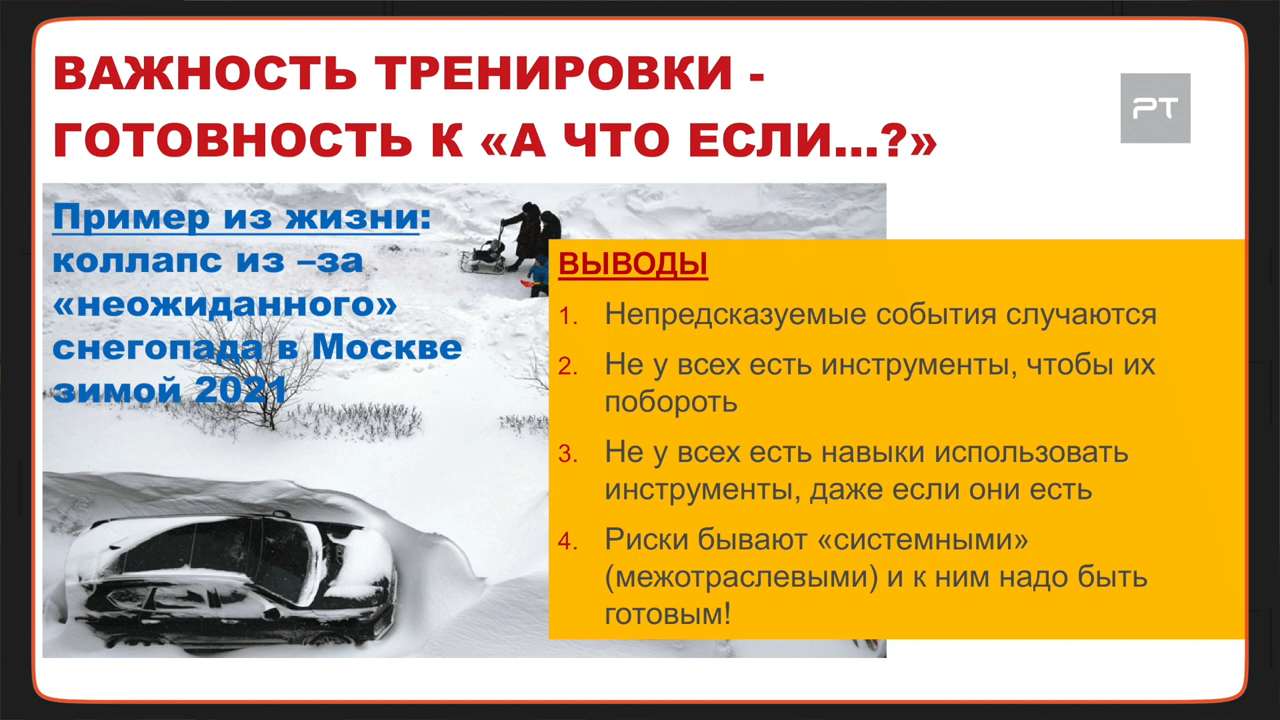 ВАЖНОСТЬ ТРЕНИРОВКИ -
ГОТОВНОСТЬ К «А ЧТО ЕСЛИ...?»
PT
Пример из жизни:
коллапс из –за
«неожиданного»
снегопада в Москве
зимой 2021
ВЫВОДЫ
1. Непредсказуемые события случаются
2. Не у всех есть инструменты, чтобы их
побороть
3. Не у всех есть навыки использовать
инструменты, даже если они есть
4. Риски бывают «системными»
(межотраслевыми) и к ним надо быть
готовым!